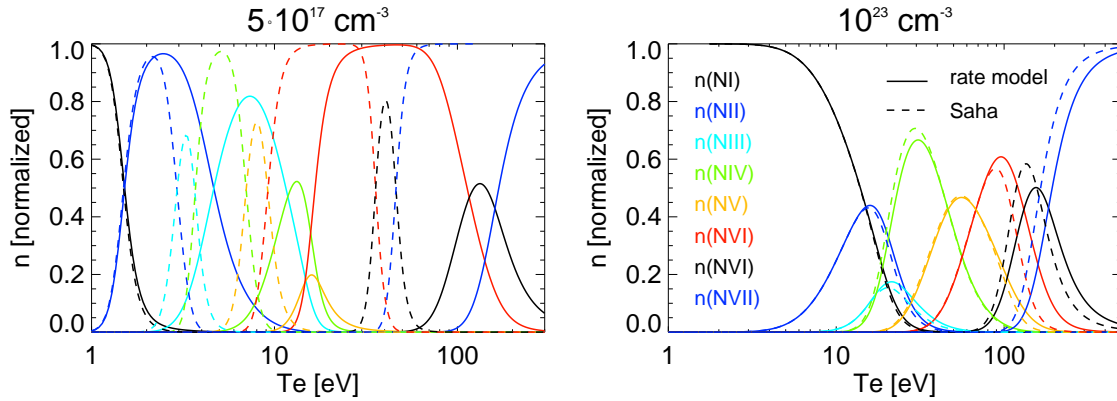 5·10¹⁷ cm⁻³
n [normalized]
1.0
0.8
0.6
0.4
0.2
0.0
1
10
100
Te [eV]
10²³ cm⁻³
n [normalized]
1.0
0.8
0.6
0.4
0.2
0.0
n(NI)
n(NII)
n(NIII)
n(NIV)
n(NV)
n(NVI)
n(NVI)
n(NVII)
rate model
Saha
1
10
100
Te [eV]